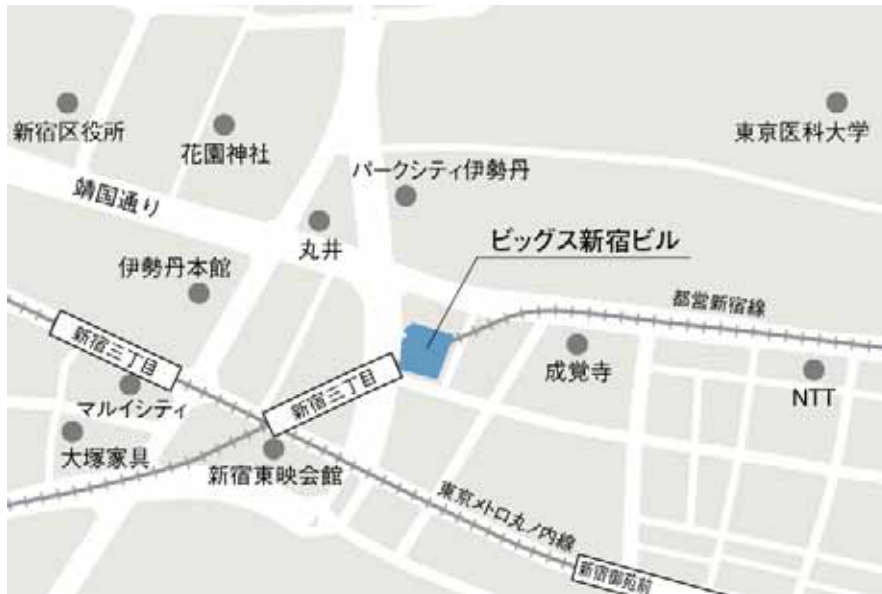 新宿区役所
花園神社
東京医科大学
パークシティ伊勢丹
靖国通り
丸井
ビッグス新宿ビル
伊勢丹本館
都営新宿線
新宿三丁目
新宿三丁目
成覚寺
マルイシティ
NTT
大塚家具
新宿東映会館
東京メトロ丸ノ内線
新宿御苑前